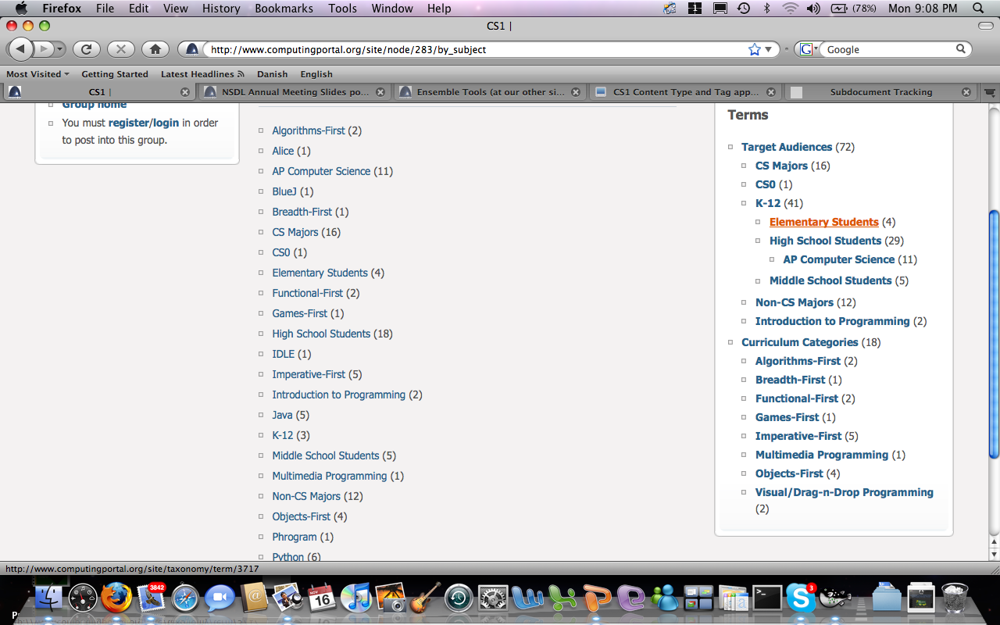 Firefox File Edit View History Bookmarks Tools Window Help 1 (78%) Mon 9:08 PM
CS1 |
http://www.computingportal.org/site/node/283/by_subject
G Google
Most Visited Getting Started Latest Headlines Danish English
CS1 | NSDL Annual Meeting Slides po... Ensemble Tools (at our other si... CS1 Content Type and Tag app... Subdocument Tracking
Group home
You must register/login in order
to post into this group.
Algorithms-First (2)
Alice (1)
AP Computer Science (11)
BlueJ (1)
Breadth-First (1)
CS Majors (16)
CS0 (1)
Elementary Students (4)
Functional-First (2)
Games-First (1)
High School Students (18)
IDLE (1)
Imperative-First (5)
Introduction to Programming (2)
Java (5)
K-12 (3)
Middle School Students (5)
Multimedia Programming (1)
Non-CS Majors (12)
Objects-First (4)
Phrogram (1)
Python (6)
Terms
Target Audiences (72)
CS Majors (16)
CS0 (1)
K-12 (41)
Elementary Students (4)
High School Students (29)
AP Computer Science (11)
Middle School Students (5)
Non-CS Majors (12)
Introduction to Programming (2)
Curriculum Categories (18)
Algorithms-First (2)
Breadth-First (1)
Functional-First (2)
Games-First (1)
Imperative-First (5)
Multimedia Programming (1)
Objects-First (4)
Visual/Drag-n-Drop Programming
(2)
http://www.computingportal.org/site/taxonomy/term/3717
3842
NOV
16
3